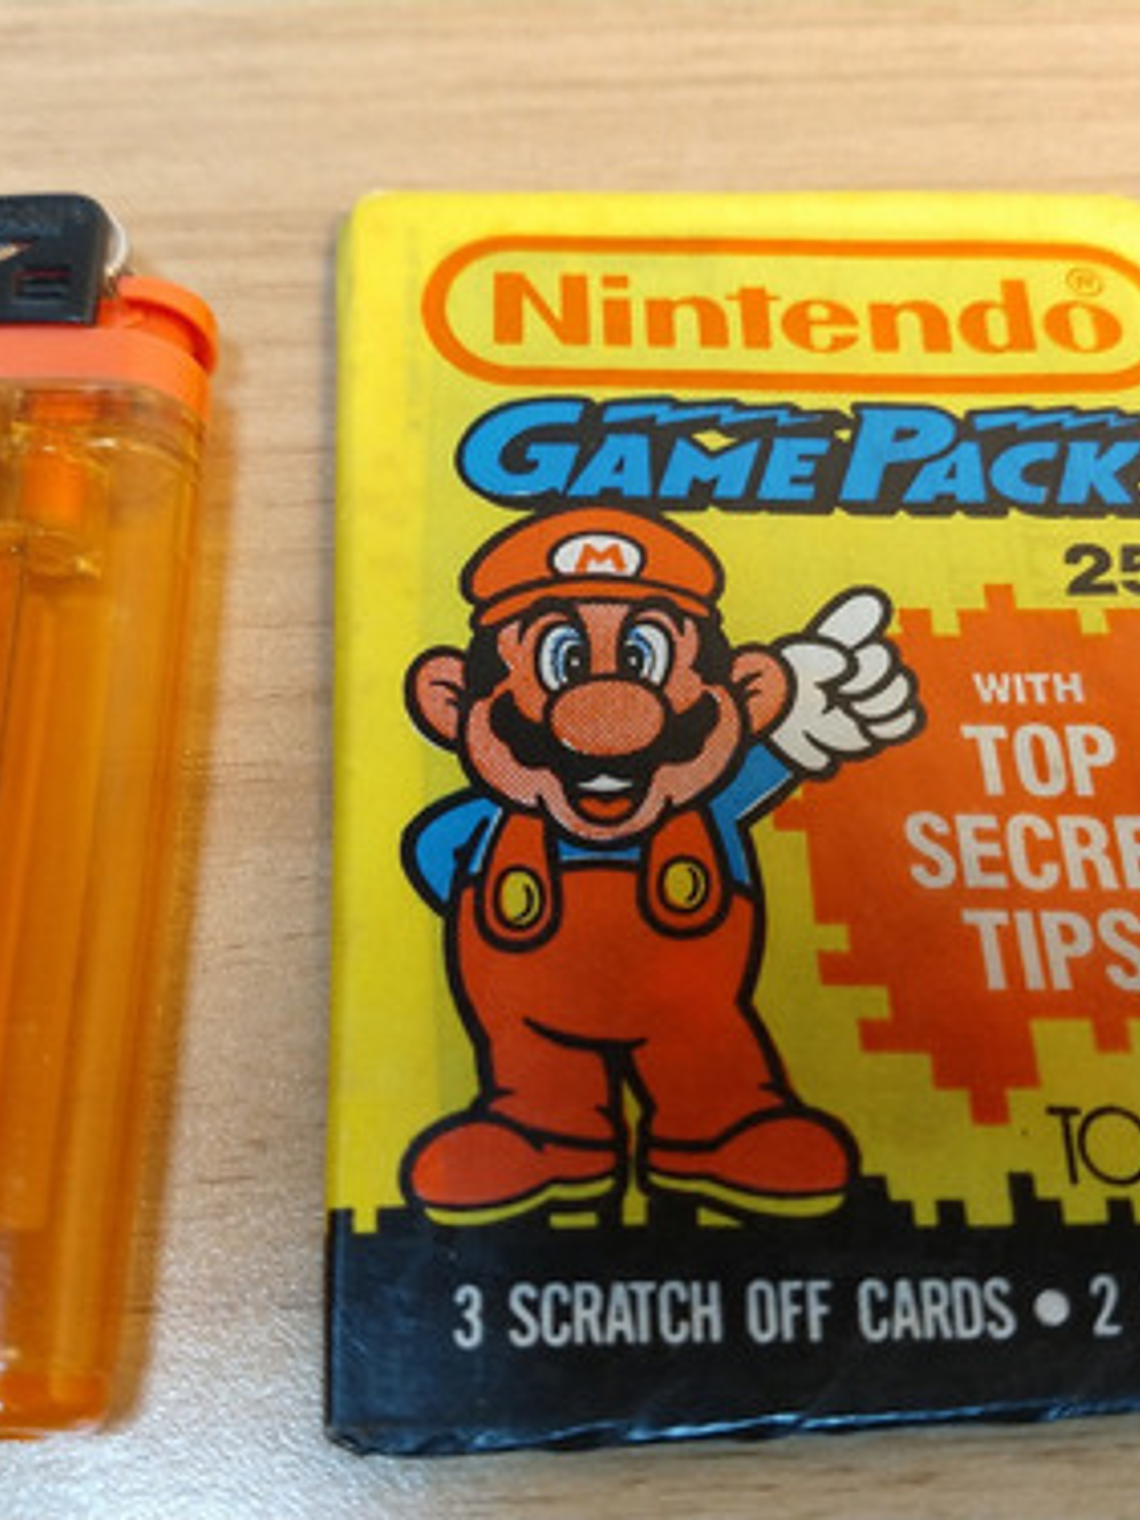 Nintendo®
GAME PACK
M
25
WITH
TOP
SECRE
TIPS
TO
3 SCRATCH OFF CARDS • 2